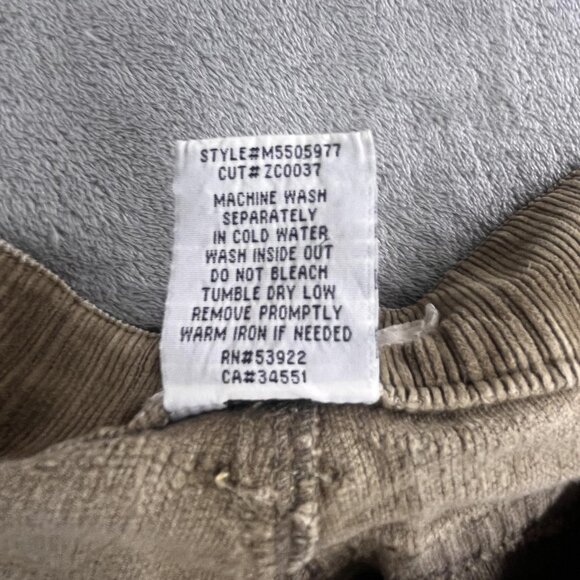 STYLE#M5505977
CUT#ZC0037
MACHINE WASH
SEPARATELY
IN COLD WATER
WASH INSIDE OUT
DO NOT BLEACH
TUMBLE DRY LOW
REMOVE PROMPTLY
WARM IRON IF NEEDED
RN#53922
CA#34551